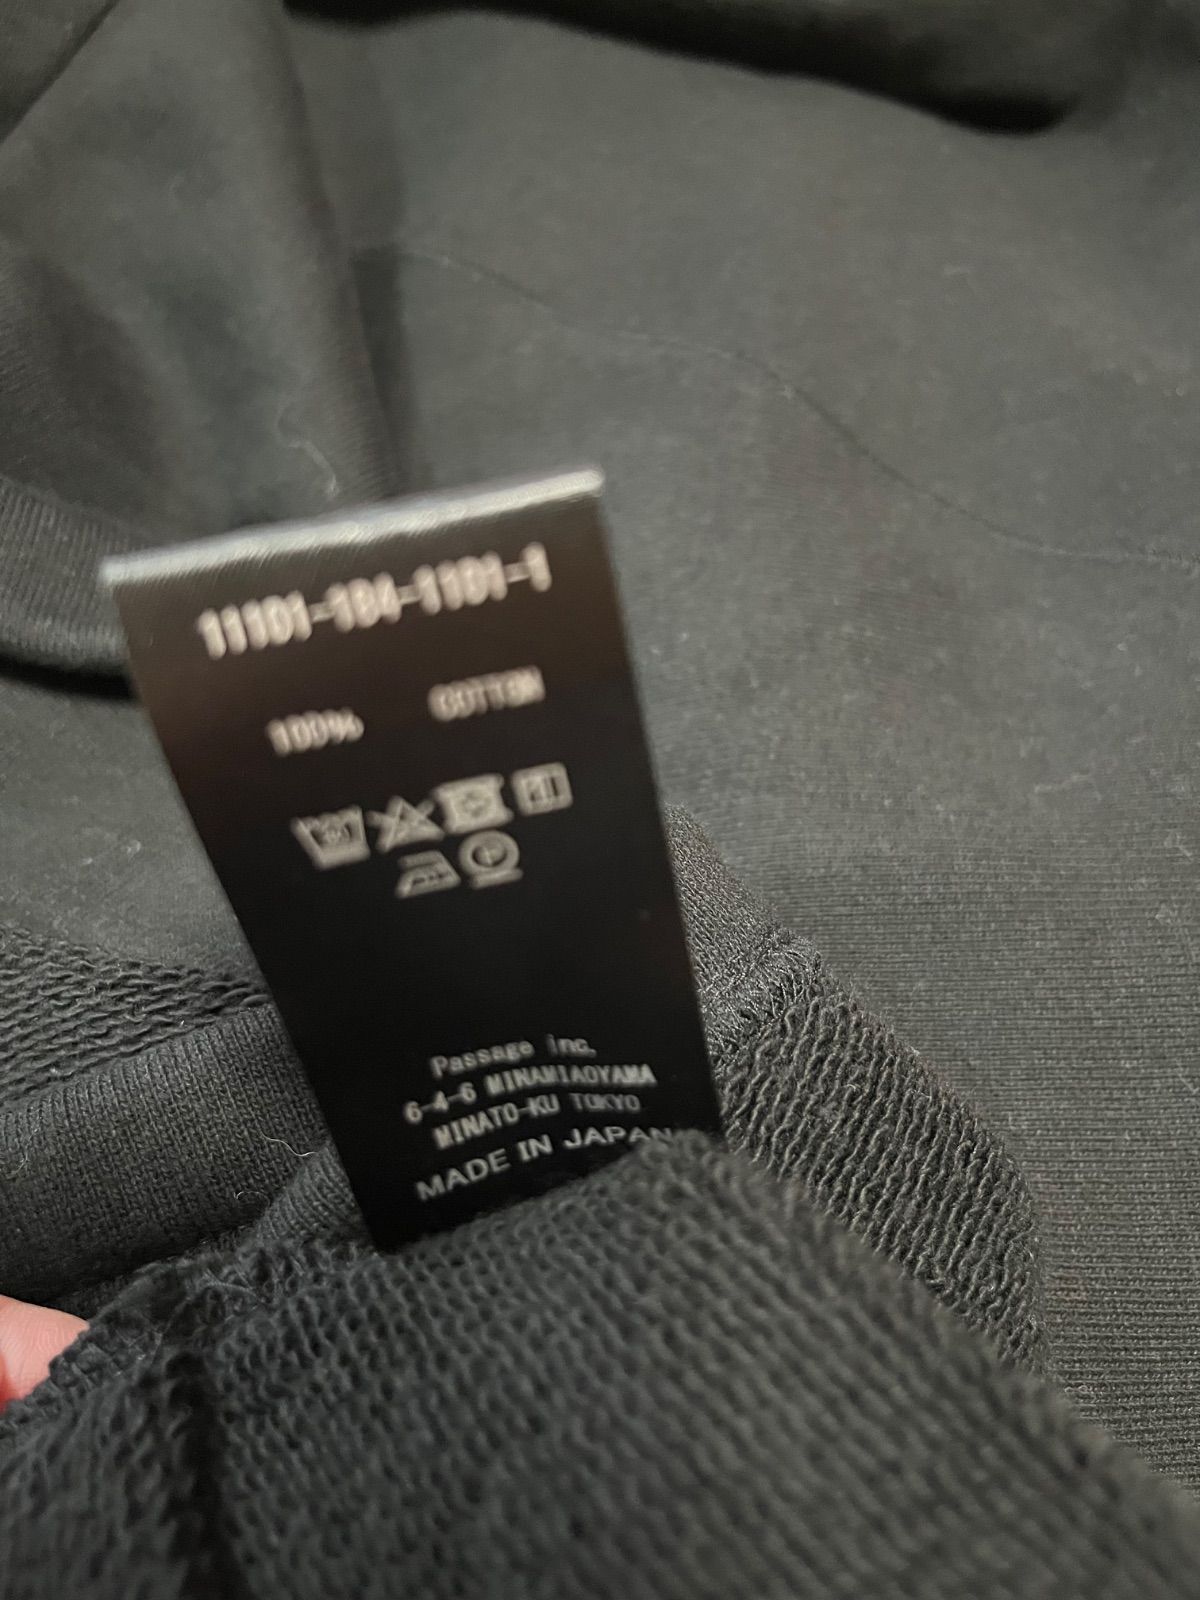 11101-104-1101-1
100% COTTON
Passage inc.
6-4-6 MINAMIAOYAMA
MINATO-KU TOKYO
MADE IN JAPAN